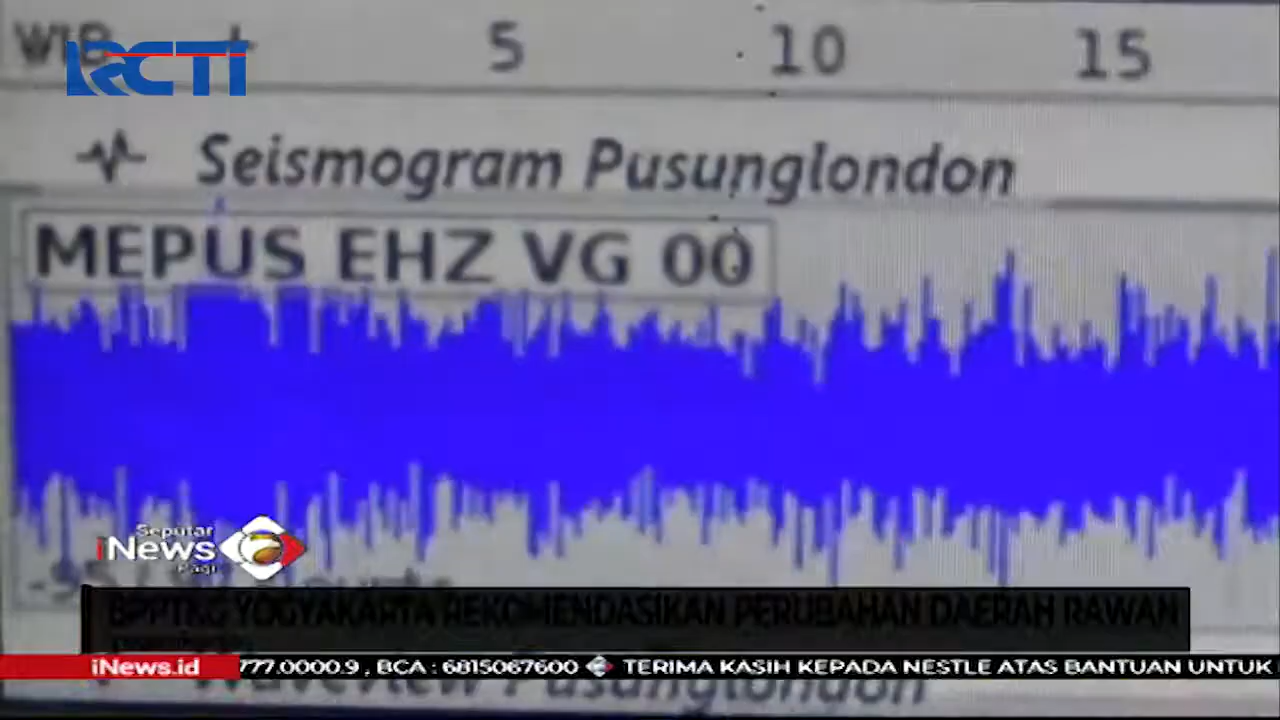 WIB
5 10 15
RCTI
Seismogram Pusunglondon
MEPUS EHZ VG 00
Seputar
iNews
Pagi
BPPTKG YOGYAKARTA REKOMENDASIKAN PERUBAHAN DAERAH RAWAN
iNews.id 777.0000.9 , BCA : 6815067600 TERIMA KASIH KEPADA NESTLE ATAS BANTUAN UNTUK
Waveview Pusunglondon